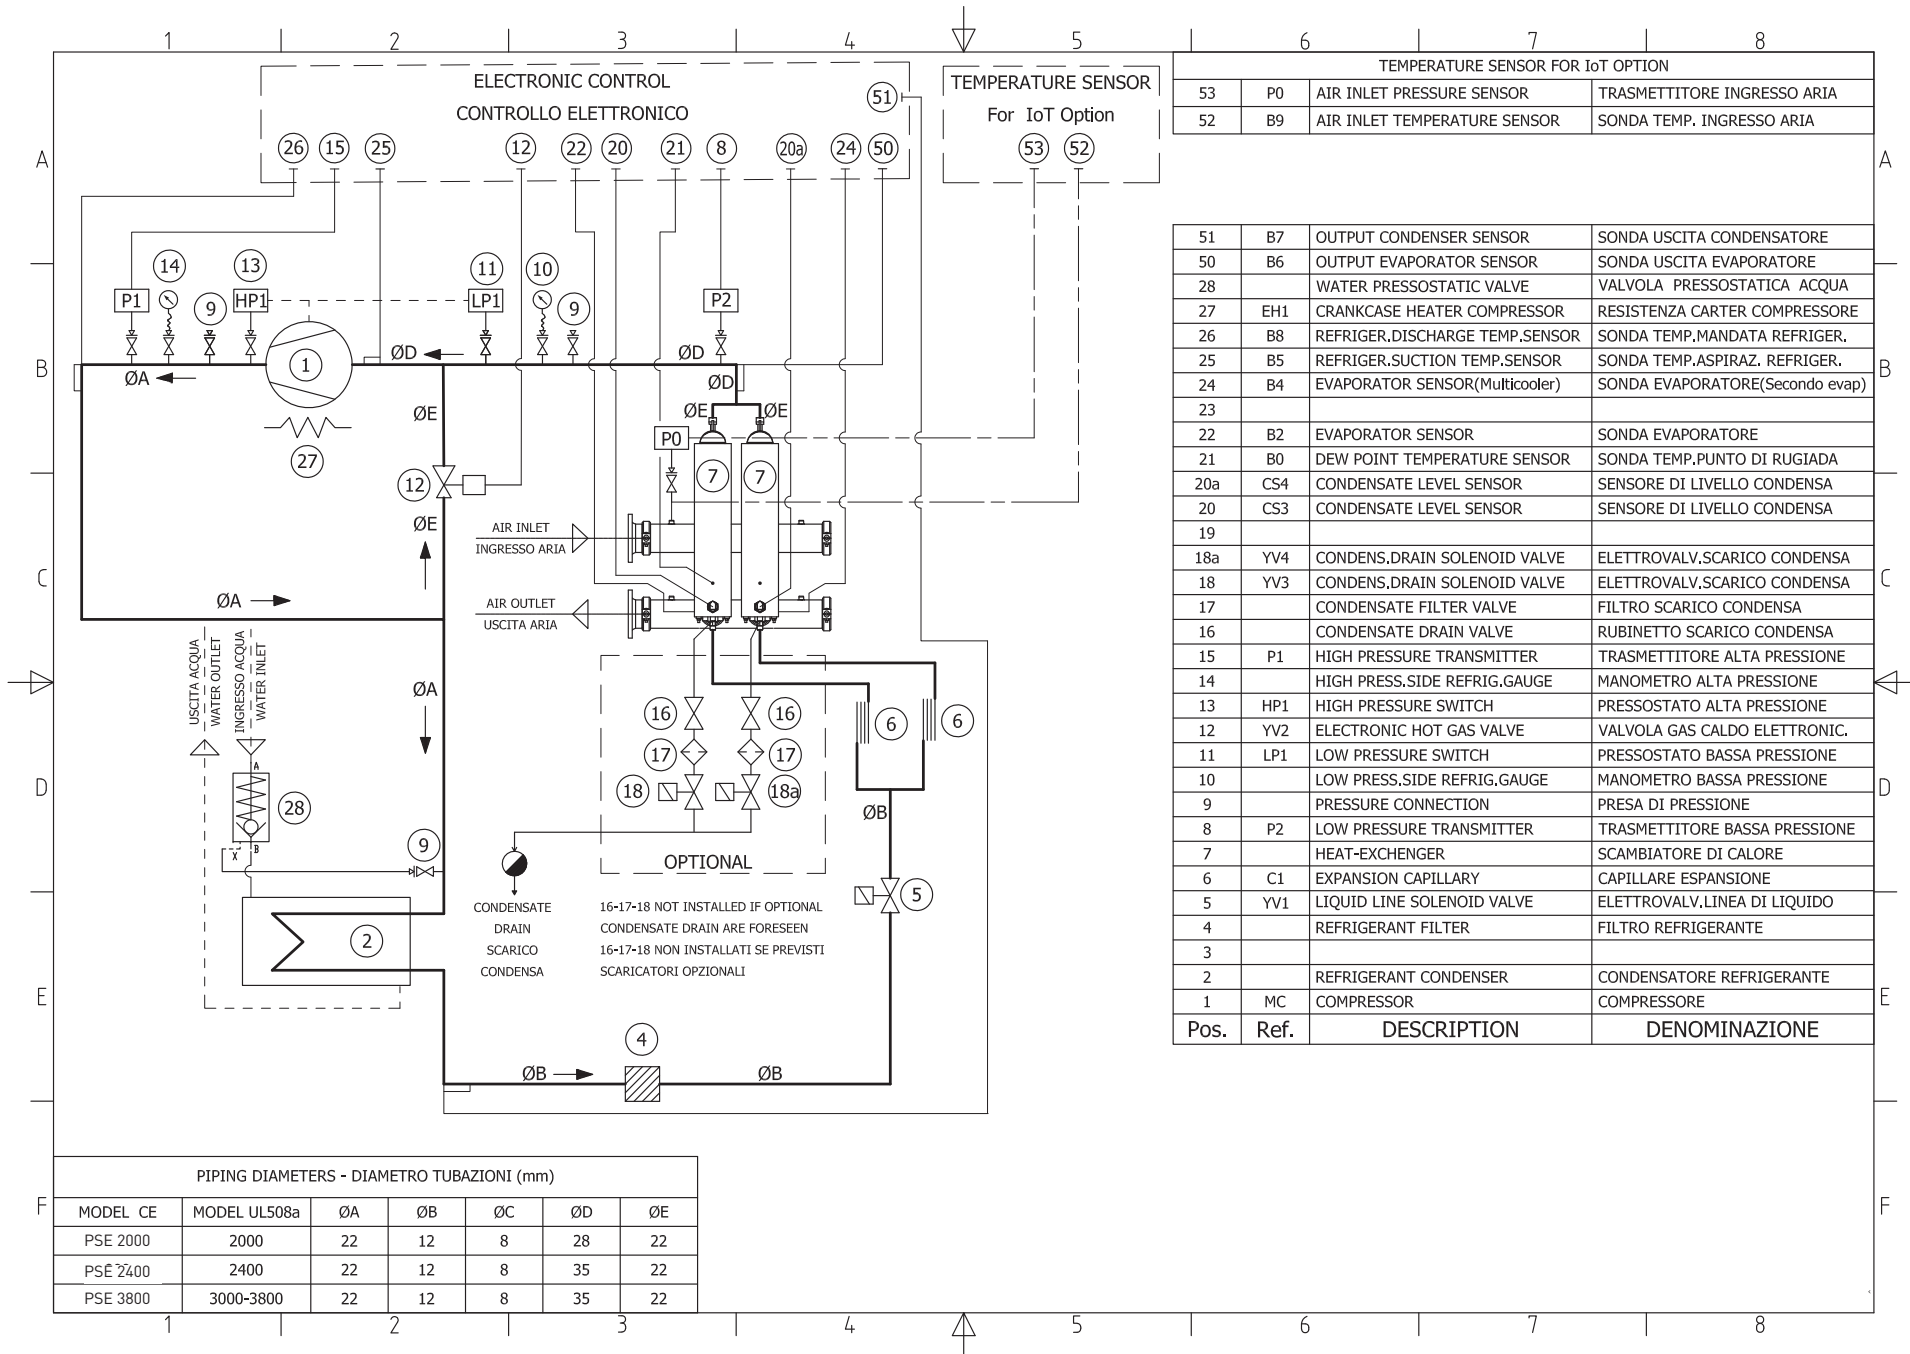 1 2 3 4 5 6 7 8
A
B
C
D
E
F
A
B
C
D
E
F
ELECTRONIC CONTROL
CONTROLLO ELETTRONICO
51
26 15 25 12 22 20 21 8 20a 24 50
TEMPERATURE SENSOR
For IoT Option
53 52
14 13 11 10
P1 9 HP1 LP1 9 P2
1
ØD ØD
ØA
ØD
ØE ØE ØE
P0
27
7 7
12
ØE
AIR INLET
INGRESSO ARIA
AIR OUTLET
USCITA ARIA
ØA
USCITA ACQUA
WATER OUTLET
INGRESSO ACQUA
WATER INLET
ØA
16 16
6 6
17 17
18 18a
A
28
B
X
9
ØB
OPTIONAL
5
2
CONDENSATE
DRAIN
SCARICO
CONDENSA
16-17-18 NOT INSTALLED IF OPTIONAL
CONDENSATE DRAIN ARE FORESEEN
16-17-18 NON INSTALLATI SE PREVISTI
SCARICATORI OPZIONALI
4
ØB ØB
TEMPERATURE SENSOR FOR IoT OPTION
53 P0 AIR INLET PRESSURE SENSOR TRASMETTITORE INGRESSO ARIA
52 B9 AIR INLET TEMPERATURE SENSOR SONDA TEMP. INGRESSO ARIA
51 B7 OUTPUT CONDENSER SENSOR SONDA USCITA CONDENSATORE
50 B6 OUTPUT EVAPORATOR SENSOR SONDA USCITA EVAPORATORE
28 WATER PRESSOSTATIC VALVE VALVOLA PRESSOSTATICA ACQUA
27 EH1 CRANKCASE HEATER COMPRESSOR RESISTENZA CARTER COMPRESSORE
26 B8 REFRIGER.DISCHARGE TEMP.SENSOR SONDA TEMP.MANDATA REFRIGER.
25 B5 REFRIGER.SUCTION TEMP.SENSOR SONDA TEMP.ASPIRAZ. REFRIGER.
24 B4 EVAPORATOR SENSOR(Multicooler) SONDA EVAPORATORE(Secondo evap)
23
22 B2 EVAPORATOR SENSOR SONDA EVAPORATORE
21 B0 DEW POINT TEMPERATURE SENSOR SONDA TEMP.PUNTO DI RUGIADA
20a CS4 CONDENSATE LEVEL SENSOR SENSORE DI LIVELLO CONDENSA
20 CS3 CONDENSATE LEVEL SENSOR SENSORE DI LIVELLO CONDENSA
19
18a YV4 CONDENS.DRAIN SOLENOID VALVE ELETTROVALV.SCARICO CONDENSA
18 YV3 CONDENS.DRAIN SOLENOID VALVE ELETTROVALV.SCARICO CONDENSA
17 CONDENSATE FILTER VALVE FILTRO SCARICO CONDENSA
16 CONDENSATE DRAIN VALVE RUBINETTO SCARICO CONDENSA
15 P1 HIGH PRESSURE TRANSMITTER TRASMETTITORE ALTA PRESSIONE
14 HIGH PRESS.SIDE REFRIG.GAUGE MANOMETRO ALTA PRESSIONE
13 HP1 HIGH PRESSURE SWITCH PRESSOSTATO ALTA PRESSIONE
12 YV2 ELECTRONIC HOT GAS VALVE VALVOLA GAS CALDO ELETTRONIC.
11 LP1 LOW PRESSURE SWITCH PRESSOSTATO BASSA PRESSIONE
10 LOW PRESS.SIDE REFRIG.GAUGE MANOMETRO BASSA PRESSIONE
9 PRESSURE CONNECTION PRESA DI PRESSIONE
8 P2 LOW PRESSURE TRANSMITTER TRASMETTITORE BASSA PRESSIONE
7 HEAT-EXCHENGER SCAMBIATORE DI CALORE
6 C1 EXPANSION CAPILLARY CAPILLARE ESPANSIONE
5 YV1 LIQUID LINE SOLENOID VALVE ELETTROVALV.LINEA DI LIQUIDO
4 REFRIGERANT FILTER FILTRO REFRIGERANTE
3
2 REFRIGERANT CONDENSER CONDENSATORE REFRIGERANTE
1 MC COMPRESSOR COMPRESSORE
Pos. Ref. DESCRIPTION DENOMINAZIONE
PIPING DIAMETERS - DIAMETRO TUBAZIONI (mm)
MODEL CE MODEL UL508a ØA ØB ØC ØD ØE
PSE 2000 2000 22 12 8 28 22
PSE 2400 2400 22 12 8 35 22
PSE 3800 3000-3800 22 12 8 35 22
1 2 3 4 5 6 7 8